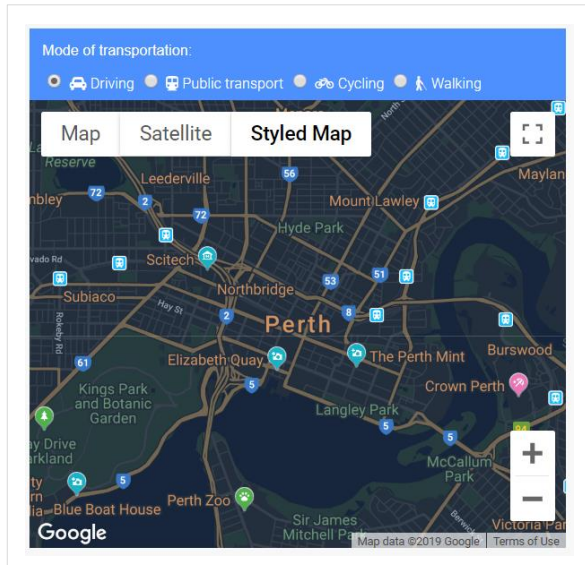 Mode of transportation:
Driving Public transport Cycling Walking
Map Satellite Styled Map
Reserve
Leederville
56
72
Mount Lawley
Maylan
mbley
72
Hyde Park
Scitech
51
53
Northbridge
Subiaco
Hay St
2
8
Rokeby Rd
Perth
61
Elizabeth Quay
The Perth Mint
Burswood
5
Crown Perth
Kings Park
and Botanic
Garden
Langley Park
5
5
McCallum
Park
5
Blue Boat House
Perth Zoo
Sir James
Mitchell Park
Victoria Par
Google
Map data ©2019 Google Terms of Use